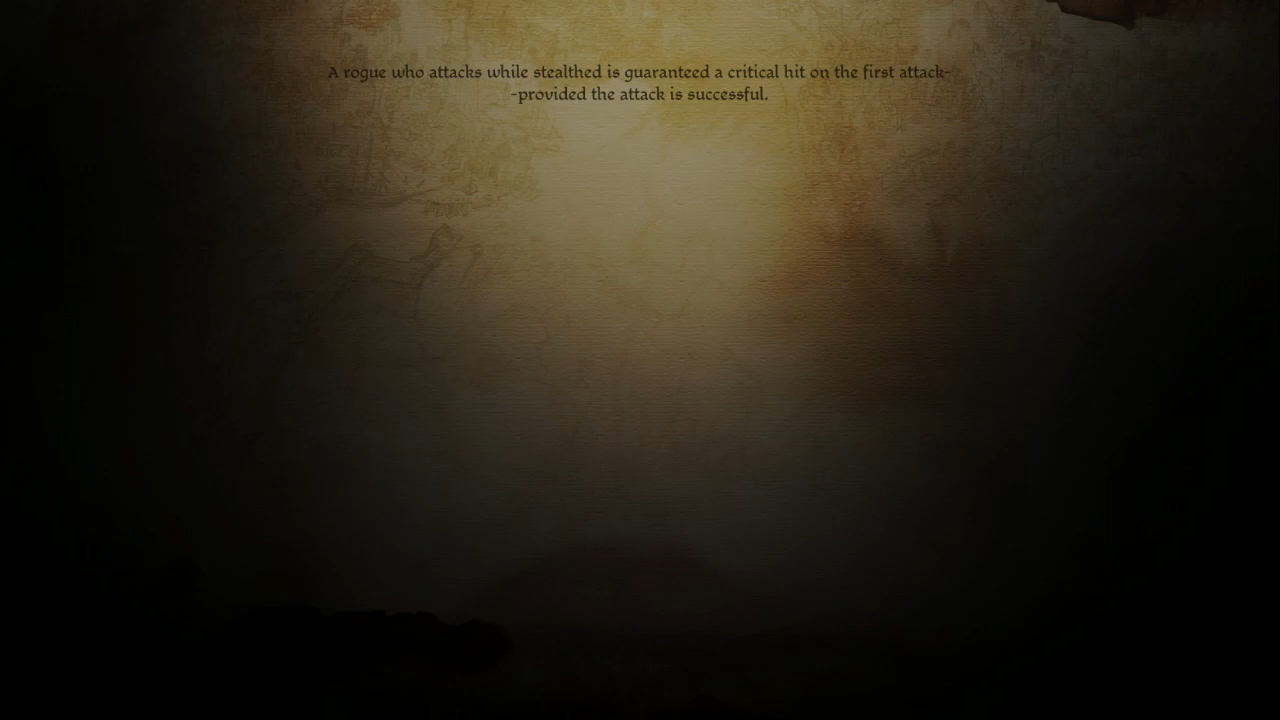 A rogue who attacks while stealthed is guaranteed a critical hit on the first attack-
-provided the attack is successful.